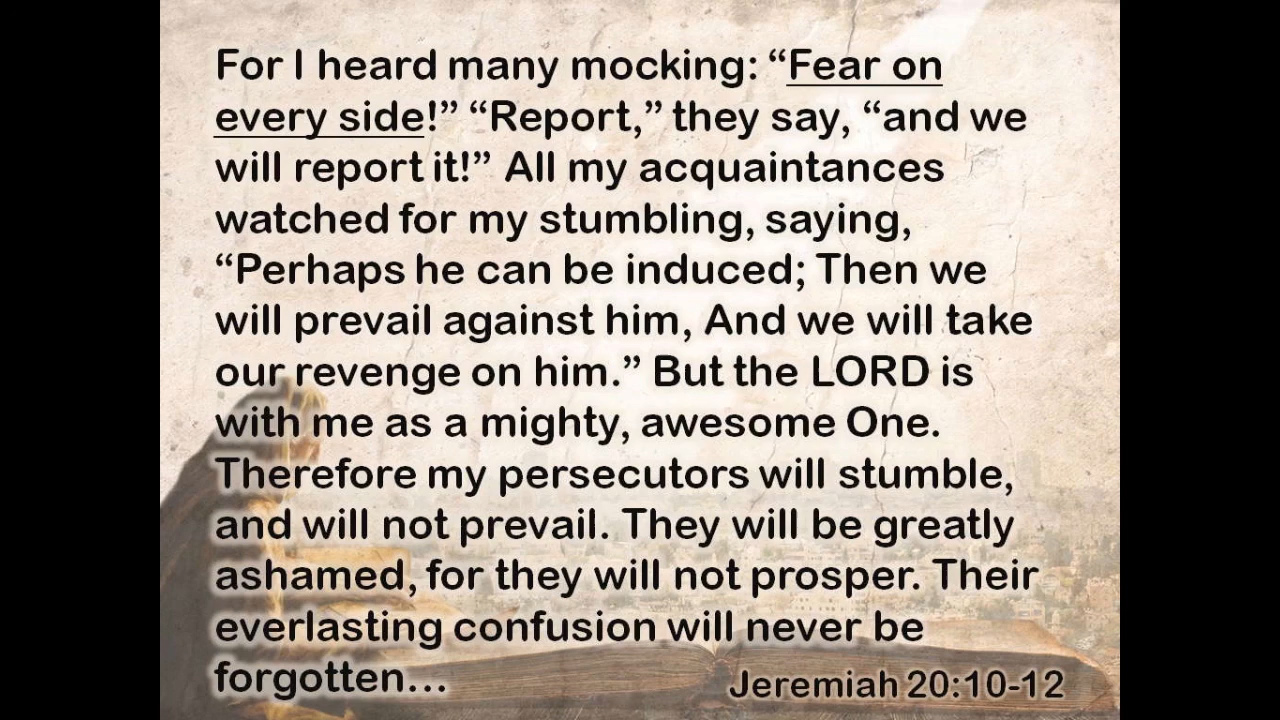 For I heard many mocking: “Fear on
every side!” “Report,” they say, “and we
will report it!” All my acquaintances
watched for my stumbling, saying,
“Perhaps he can be induced; Then we
will prevail against him, And we will take
our revenge on him.” But the LORD is
with me as a mighty, awesome One.
Therefore my persecutors will stumble,
and will not prevail. They will be greatly
ashamed, for they will not prosper. Their
everlasting confusion will never be
forgotten...
Jeremiah 20:10-12